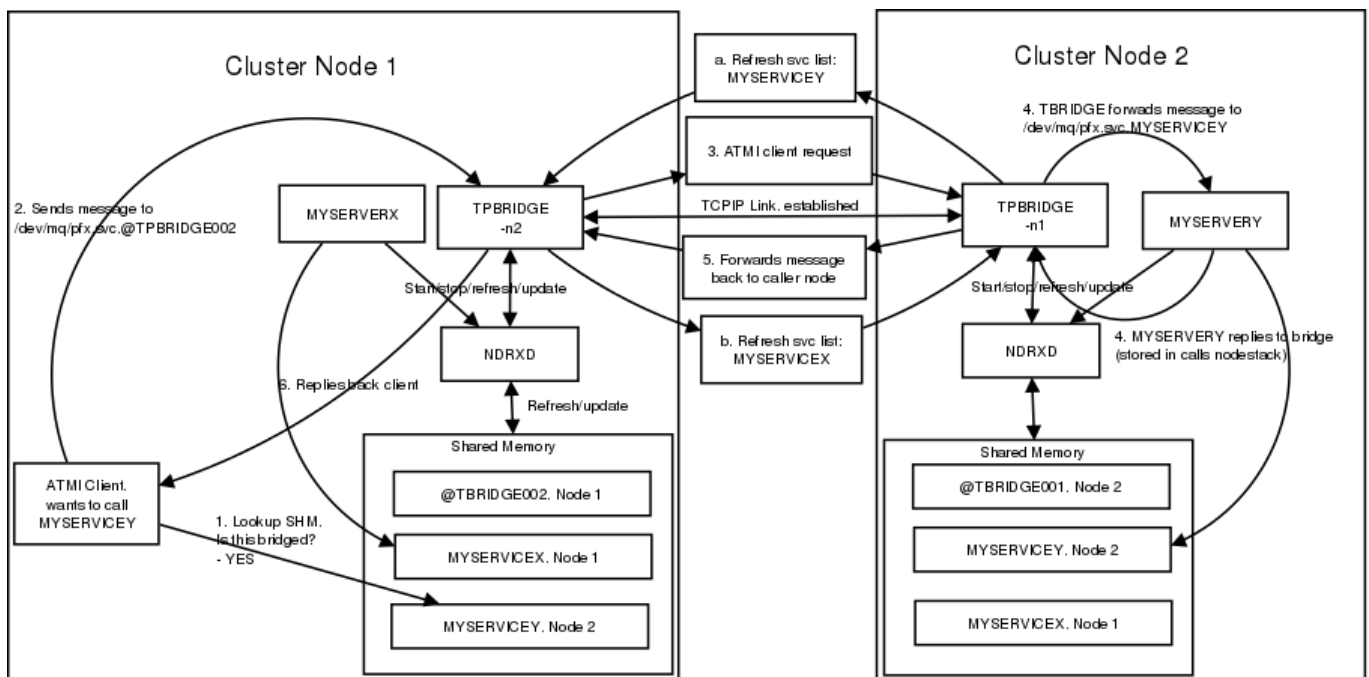 Cluster Node 1
Cluster Node 2
a. Refresh svc list:
MYSERVICEY
4. TBRIDGE forwads message to
/dev/mq/pfx.svc.MYSERVICEY
3. ATMI client request
2. Sends message to
/dev/mq/pfx.svc.@TPBRIDGE002
MYSERVERX
TPBRIDGE
-n2
TCPIP Link. established
TPBRIDGE
-n1
MYSERVERY
5. Forwards message
back to caller node
Start/stop/refresh/update
Start/stop/refresh/update
NDRXD
b. Refresh svc list:
MYSERVICEX
NDRXD
4. MYSERVERY replies to bridge
(stored in calls nodestack)
6. Replies back client
Refresh/update
Shared Memory
Shared Memory
ATMI Client.
wants to call
MYSERVICEY
@TBRIDGE002. Node 1
@TBRIDGE001. Node 2
1. Lookup SHM.
Is this bridged?
- YES
MYSERVICEX. Node 1
MYSERVICEY. Node 2
MYSERVICEY. Node 2
MYSERVICEX. Node 1